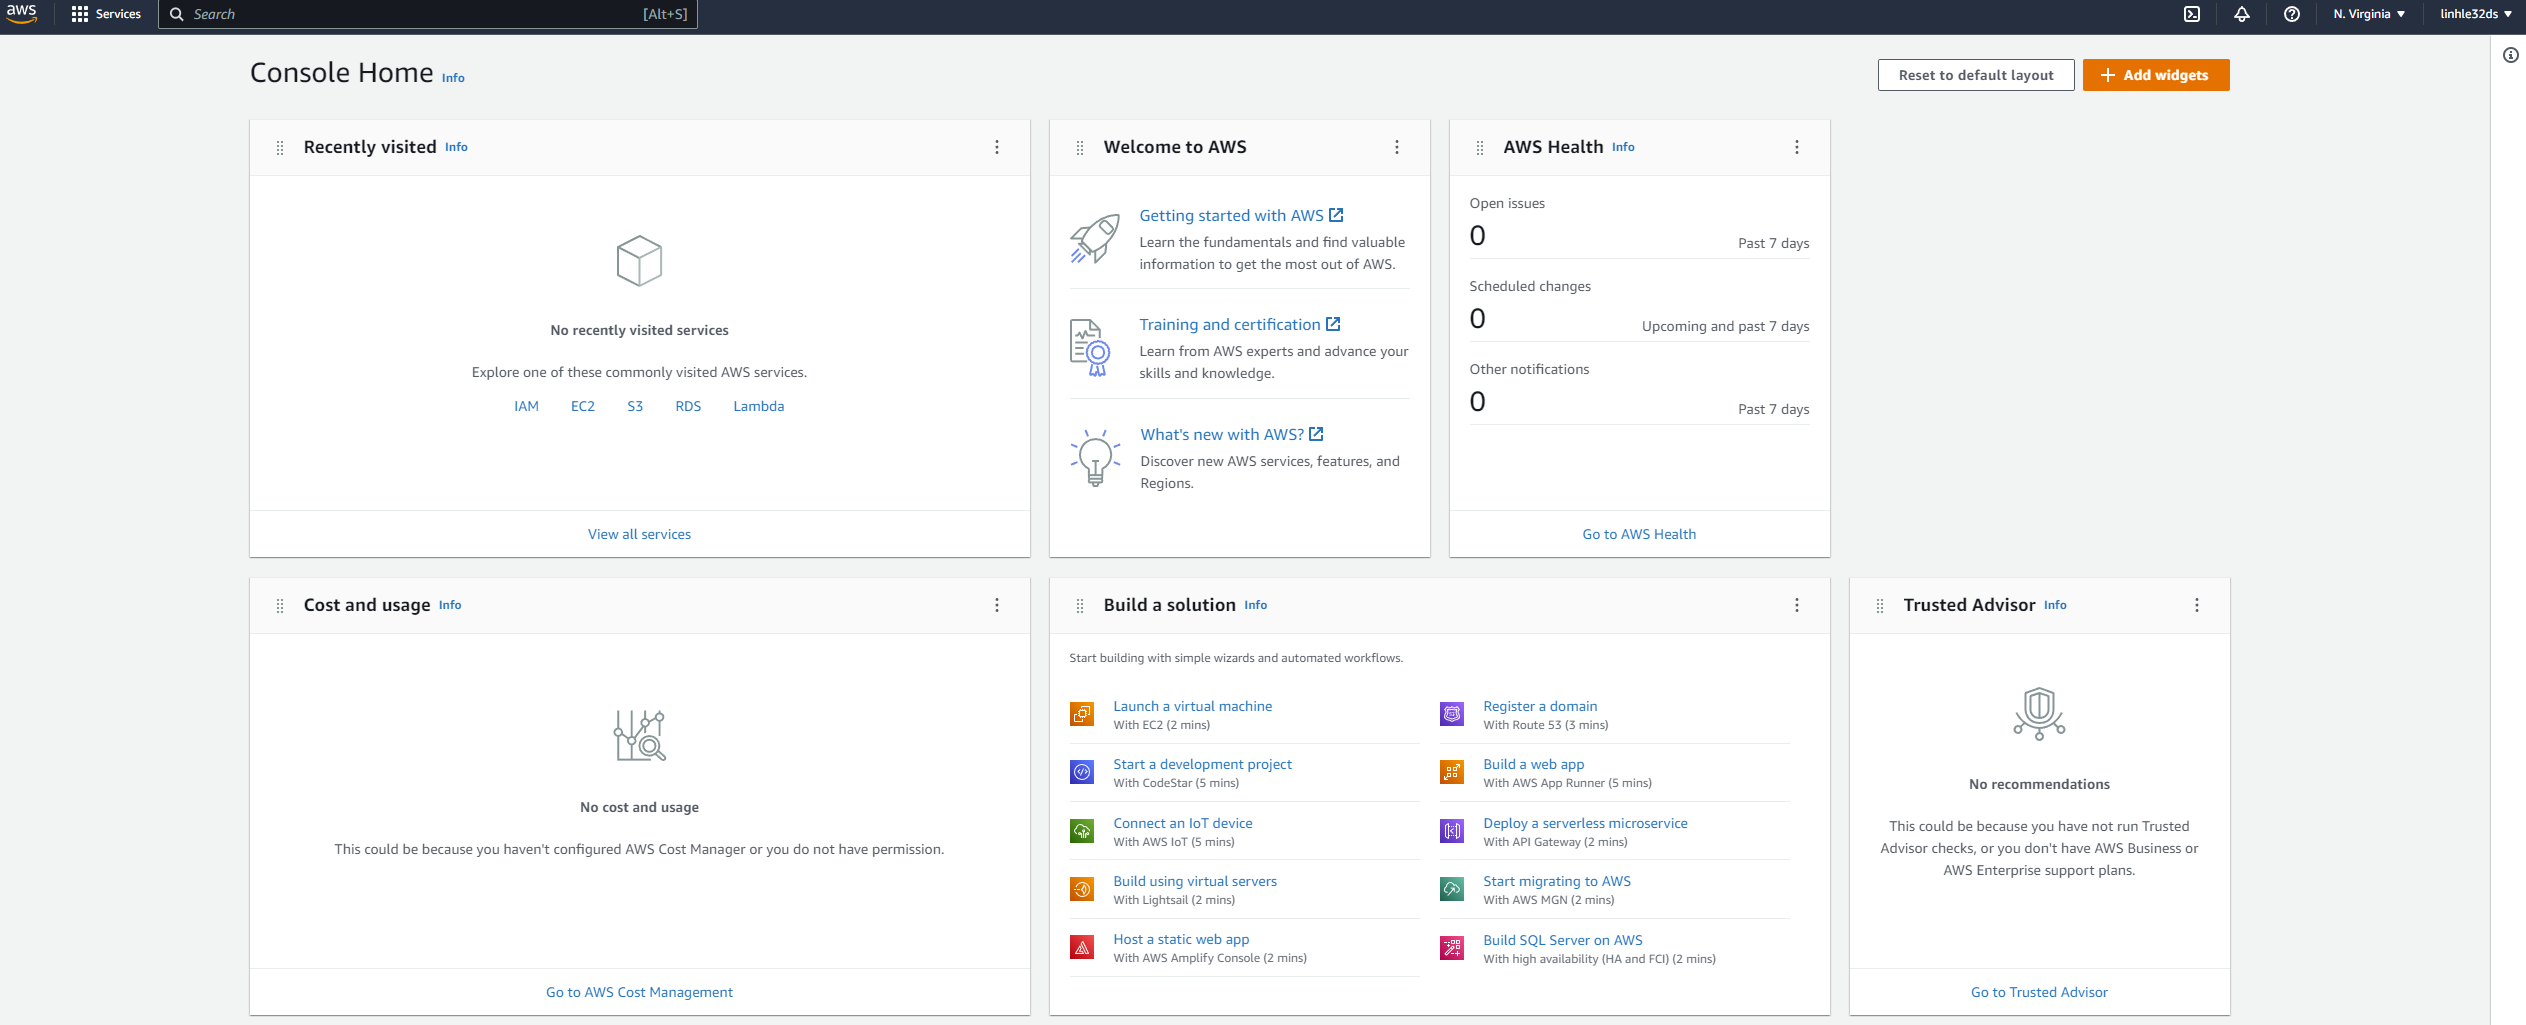 aws
Services
Search
[Alt+S]
N. Virginia
linhle32ds
Console Home
Info
Reset to default layout
Add widgets
Recently visited
Info
No recently visited services
Explore one of these commonly visited AWS services.
IAM EC2 S3 RDS Lambda
View all services
Welcome to AWS
Getting started with AWS
Learn the fundamentals and find valuable
information to get the most out of AWS.
Training and certification
Learn from AWS experts and advance your
skills and knowledge.
What's new with AWS?
Discover new AWS services, features, and
Regions.
AWS Health
Info
Open issues
0
Past 7 days
Scheduled changes
0
Upcoming and past 7 days
Other notifications
0
Past 7 days
Go to AWS Health
Cost and usage
Info
No cost and usage
This could be because you haven't configured AWS Cost Manager or you do not have permission.
Go to AWS Cost Management
Build a solution
Info
Start building with simple wizards and automated workflows.
Launch a virtual machine
With EC2 (2 mins)
Start a development project
With CodeStar (5 mins)
Connect an IoT device
With AWS IoT (5 mins)
Build using virtual servers
With Lightsail (2 mins)
Host a static web app
With AWS Amplify Console (2 mins)
Register a domain
With Route 53 (3 mins)
Build a web app
With AWS App Runner (5 mins)
Deploy a serverless microservice
With API Gateway (2 mins)
Start migrating to AWS
With AWS MGN (2 mins)
Build SQL Server on AWS
With high availability (HA and FCI) (2 mins)
Trusted Advisor
Info
No recommendations
This could be because you have not run Trusted
Advisor checks, or you don't have AWS Business or
AWS Enterprise support plans.
Go to Trusted Advisor